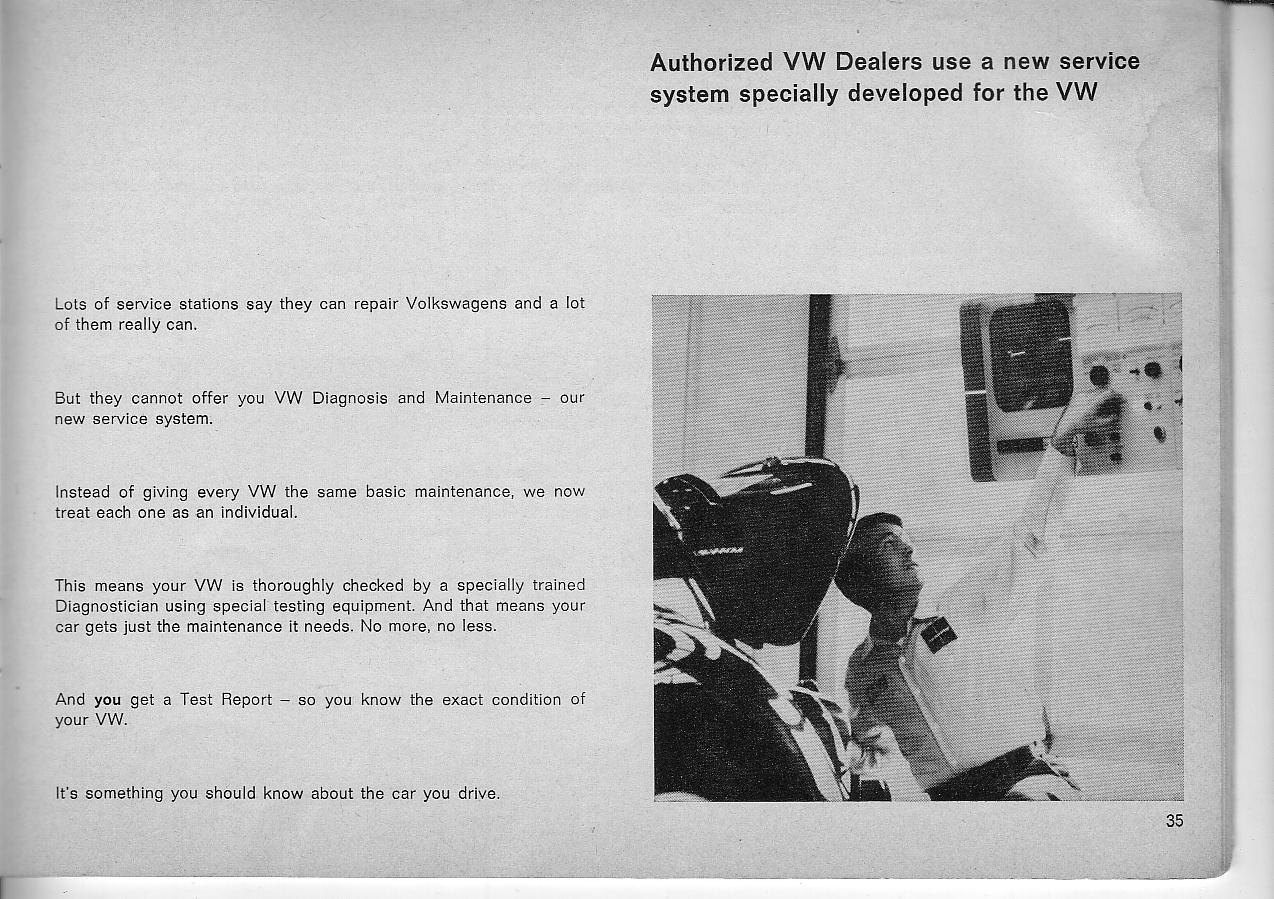 Authorized VW Dealers use a new service
system specially developed for the VW
Lots of service stations say they can repair Volkswagens and a lot
of them really can.
But they cannot offer you VW Diagnosis and Maintenance – our
new service system.
Instead of giving every VW the same basic maintenance, we now
treat each one as an individual.
This means your VW is thoroughly checked by a specially trained
Diagnostician using special testing equipment. And that means your
car gets just the maintenance it needs. No more, no less.
And you get a Test Report – so you know the exact condition of
your VW.
It's something you should know about the car you drive.
35